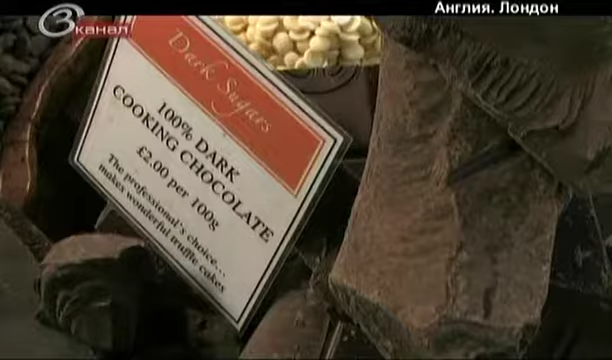 3 канал
Англия. Лондон
Dark Sugars
100% DARK
COOKING CHOCOLATE
£2.00 per 100g
The professional's choice...
makes wonderful truffle cakes